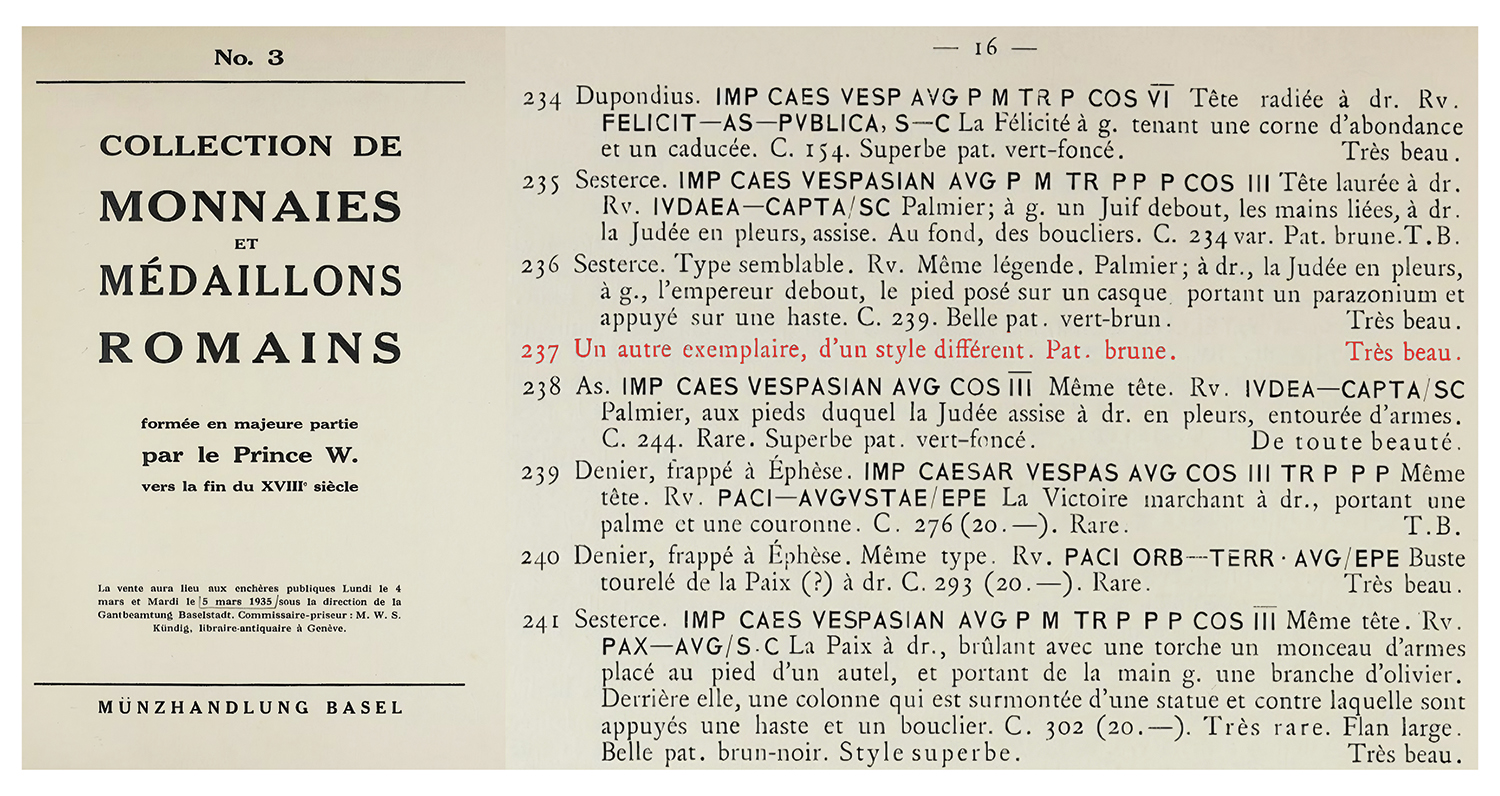 No. 3
COLLECTION DE
MONNAIES
ET
MÉDAILLONS
ROMAINS
formée en majeure partie
par le Prince W.
vers la fin du XVIIIᵉ siècle
La vente aura lieu aux enchères publiques Lundi le 4
mars et Mardi le 5 mars 1935 sous la direction de la
Gantbeamtung Baselstadt. Commissaire-priseur : M. W. S.
Kündig, libraire-antiquaire à Genève.
MÜNZHANDLUNG BASEL
— 16 —
234 Dupondius. IMP CAES VESP AVG P M TR P COS V̅I̅ Tête radiée à dr. Rv.
FELICIT—AS—PVBLICA, S—C La Félicité à g. tenant une corne d'abondance
et un caducée. C. 154. Superbe pat. vert-foncé. Très beau.
235 Sesterce. IMP CAES VESPASIAN AVG P M TR P P P COS III Tête laurée à dr.
Rv. IVDAEA—CAPTA/SC Palmier; à g. un Juif debout, les mains liées, à dr.
la Judée en pleurs, assise. Au fond, des boucliers. C. 234 var. Pat. brune. T.B.
236 Sesterce. Type semblable. Rv. Même légende. Palmier; à dr., la Judée en pleurs,
à g., l'empereur debout, le pied posé sur un casque portant un parazonium et
appuyé sur une haste. C. 239. Belle pat. vert-brun. Très beau.
237 Un autre exemplaire, d'un style différent. Pat. brune. Très beau.
238 As. IMP CAES VESPASIAN AVG COS I̅I̅I̅ Même tête. Rv. IVDEA—CAPTA/SC
Palmier, aux pieds duquel la Judée assise à dr. en pleurs, entourée d'armes.
C. 244. Rare. Superbe pat. vert-foncé. De toute beauté.
239 Denier, frappé à Éphèse. IMP CAESAR VESPAS AVG COS III TR P P P Même
tête. Rv. PACI—AVGVSTAE/EPE La Victoire marchant à dr., portant une
palme et une couronne. C. 276 (20.—). Rare. T.B.
240 Denier, frappé à Éphèse. Même type. Rv. PACI ORB—TERR · AVG/EPE Buste
tourelé de la Paix (?) à dr. C. 293 (20.—). Rare. Très beau.
241 Sesterce. IMP CAES VESPASIAN AVG P M TR P P P COS I̅I̅I̅ Même tête. Rv.
PAX—AVG/S.C La Paix à dr., brûlant avec une torche un monceau d'armes
placé au pied d'un autel, et portant de la main g. une branche d'olivier.
Derrière elle, une colonne qui est surmontée d'une statue et contre laquelle sont
appuyés une haste et un bouclier. C. 302 (20.—). Très rare. Flan large.
Belle pat. brun-noir. Style superbe. Très beau.